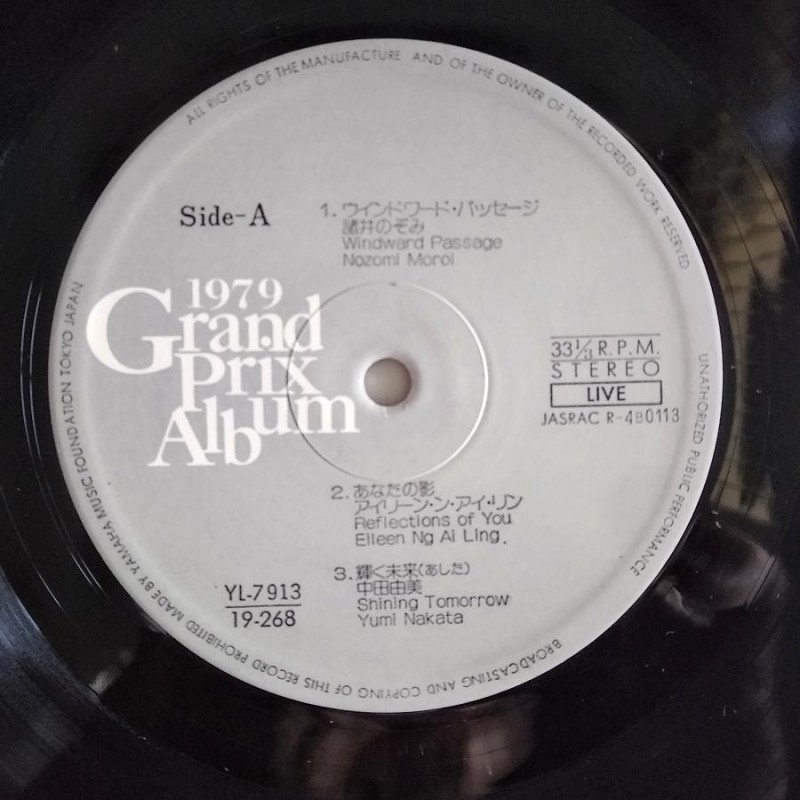 ALL RIGHTS OF THE MANUFACTURE AND OF THE OWNER OF THE RECORDED WORK RESERVED
UNATHORIZED PUBLIC PERFORMANCE
BROADCASTING AND COPYING OF THIS RECORD PROHIBITED MADE BY YAMAHA MUSIC FOUNDATION TOKYO JAPAN
Side-A
1. ウインドワード・パッセージ
諸井のぞみ
Windward Passage
Nozomi Moroi
1979
Grand
Prix
Album
33⅓ R.P.M.
STEREO
LIVE
JASRAC R-480113
2. あなたの影
アイリーン・ン・アイ・リン
Reflections of You
Eileen Ng Ai Ling.
3. 輝く未来(あした)
中田由美
Shining Tomorrow
Yumi Nakata
YL-7913
19-268